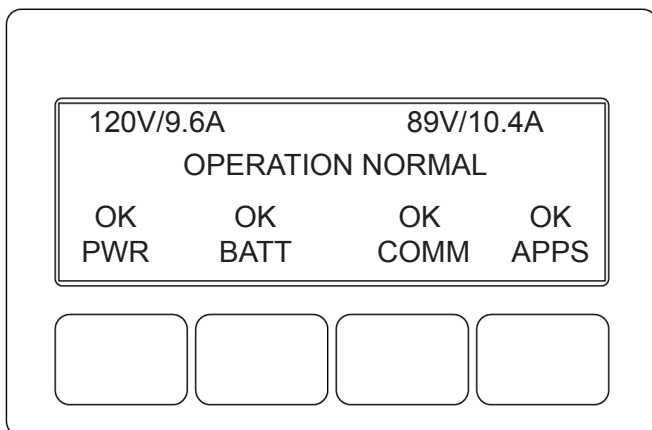 120V/9.6A 89V/10.4A
OPERATION NORMAL
OK OK OK OK
PWR BATT COMM APPS